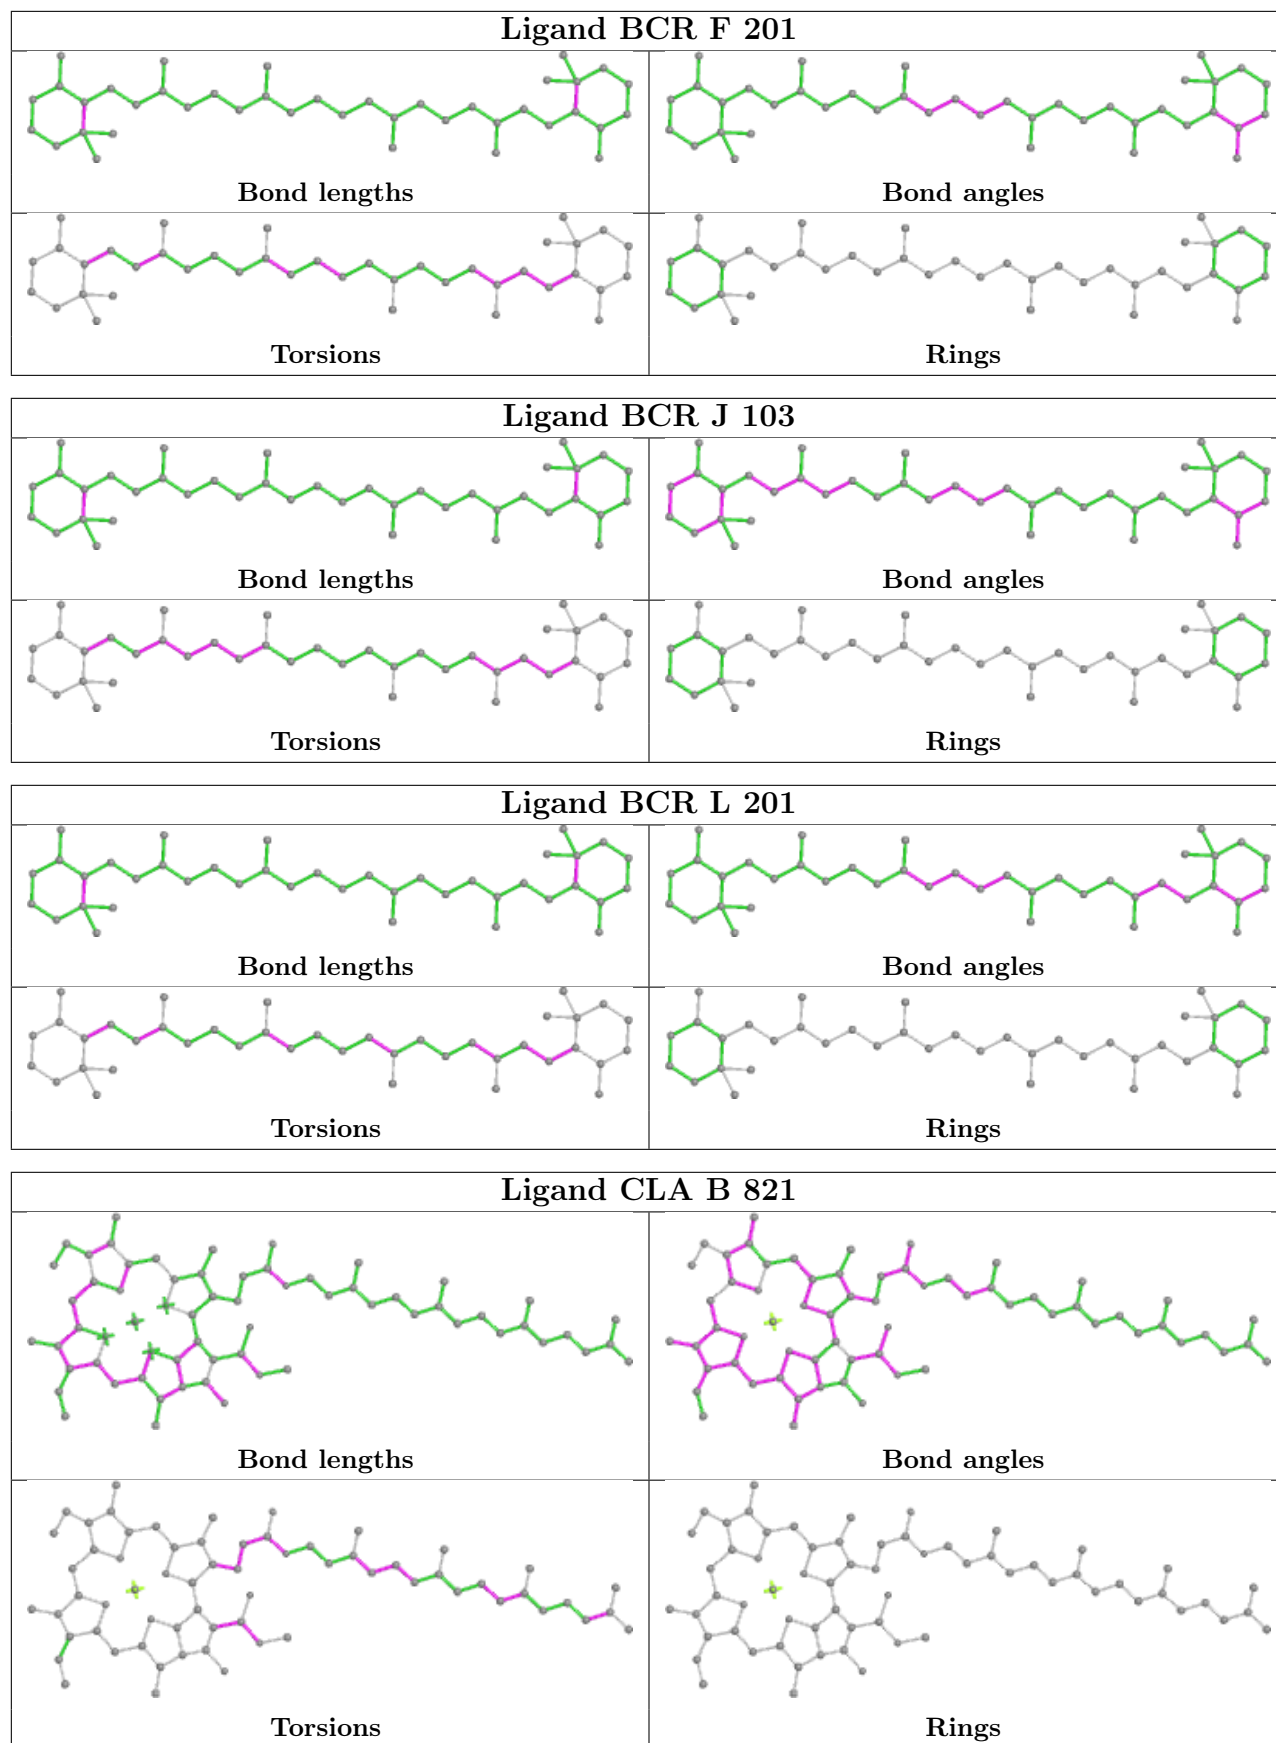 Ligand BCR F 201
Bond lengths
Bond angles
Torsions
Rings
Ligand BCR J 103
Bond lengths
Bond angles
Torsions
Rings
Ligand BCR L 201
Bond lengths
Bond angles
Torsions
Rings
Ligand CLA B 821
Bond lengths
Bond angles
Torsions
Rings